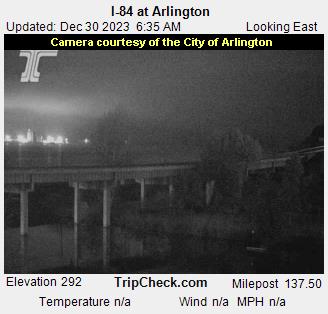 I-84 at Arlington
Updated: Dec 30 2023 6:35 AM Looking East
Camera courtesy of the City of Arlington
Elevation 292 TripCheck.com Milepost 137.50
Temperature n/a Wind n/a MPH n/a